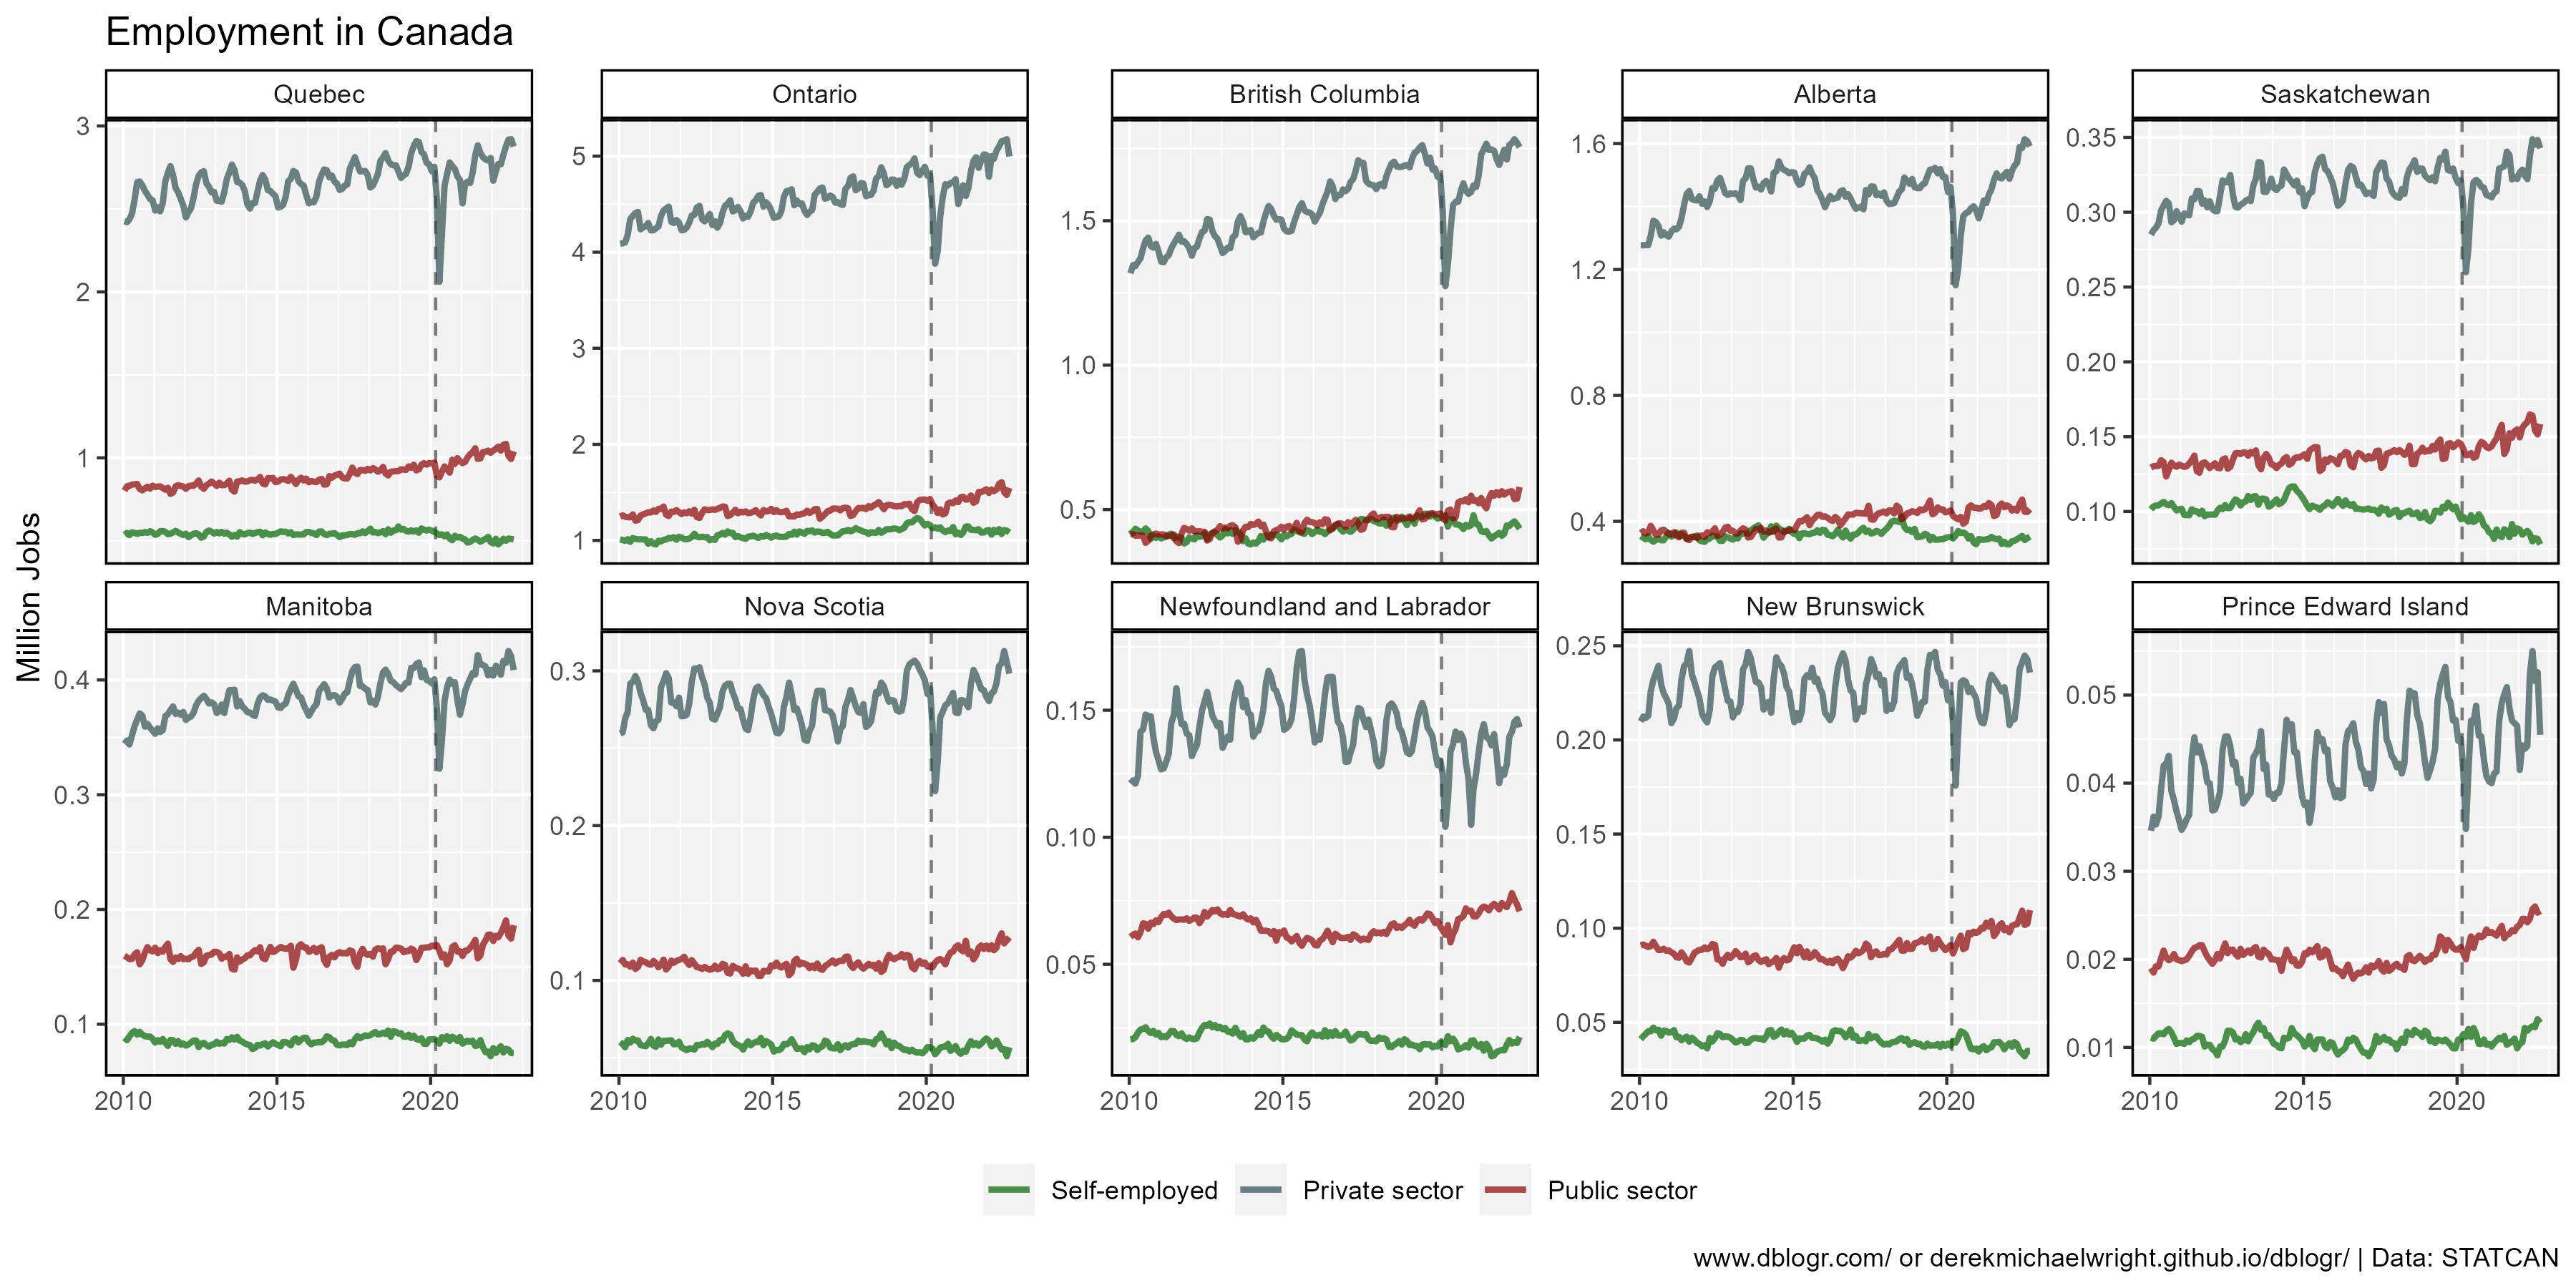 Employment in Canada
Quebec
Ontario
British Columbia
Alberta
Saskatchewan
3
2
1
5
4
3
2
1
1.5
1.0
0.5
1.6
1.2
0.8
0.4
0.35
0.30
0.25
0.20
0.15
0.10
Million Jobs
Manitoba
Nova Scotia
Newfoundland and Labrador
New Brunswick
Prince Edward Island
0.4
0.3
0.2
0.1
0.3
0.2
0.1
0.15
0.10
0.05
0.25
0.20
0.15
0.10
0.05
0.05
0.04
0.03
0.02
0.01
2010 2015 2020
2010 2015 2020
2010 2015 2020
2010 2015 2020
2010 2015 2020
Self-employed Private sector Public sector
www.dblogr.com/ or derekmichaelwright.github.io/dblogr/ | Data: STATCAN